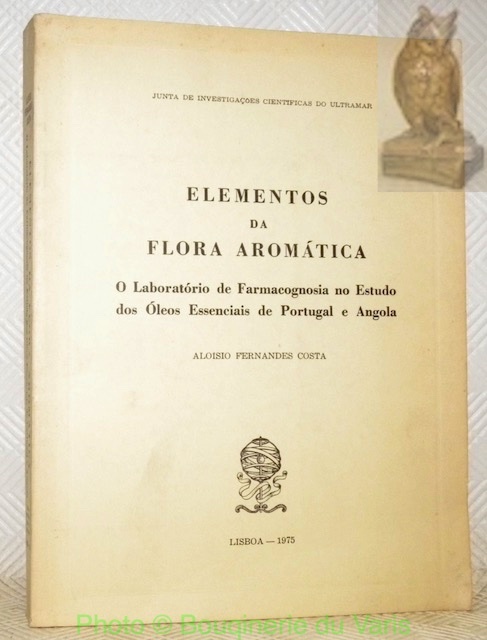 JUNTA DE INVESTIGAÇÕES CIENTÍFICAS DO ULTRAMAR
ELEMENTOS
DA
FLORA AROMÁTICA
O Laboratório de Farmacognosia no Estudo
dos Óleos Essenciais de Portugal e Angola
ALOISIO FERNANDES COSTA
LISBOA — 1975
Photo © Bouquinerie du Varis